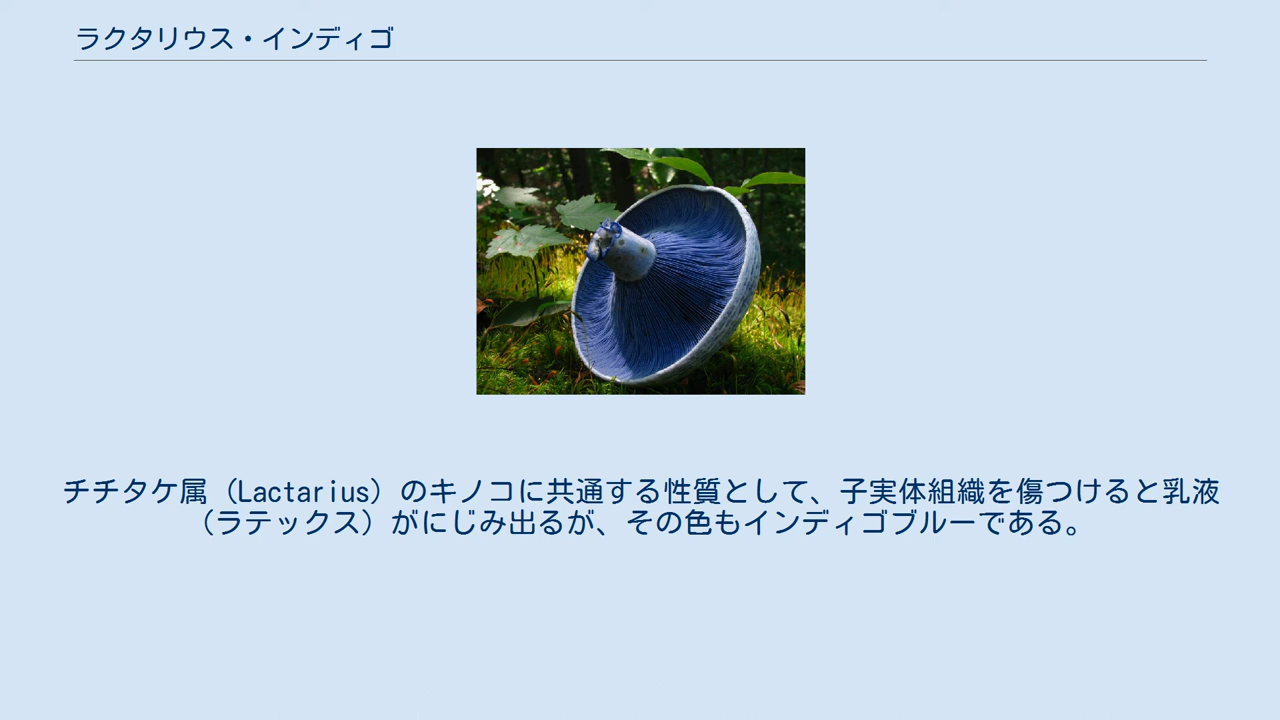 ラクタリウス・インディゴ
チチタケ属（Lactarius）のキノコに共通する性質として、子実体組織を傷つけると乳液
（ラテックス）がにじみ出るが、その色もインディゴブルーである。